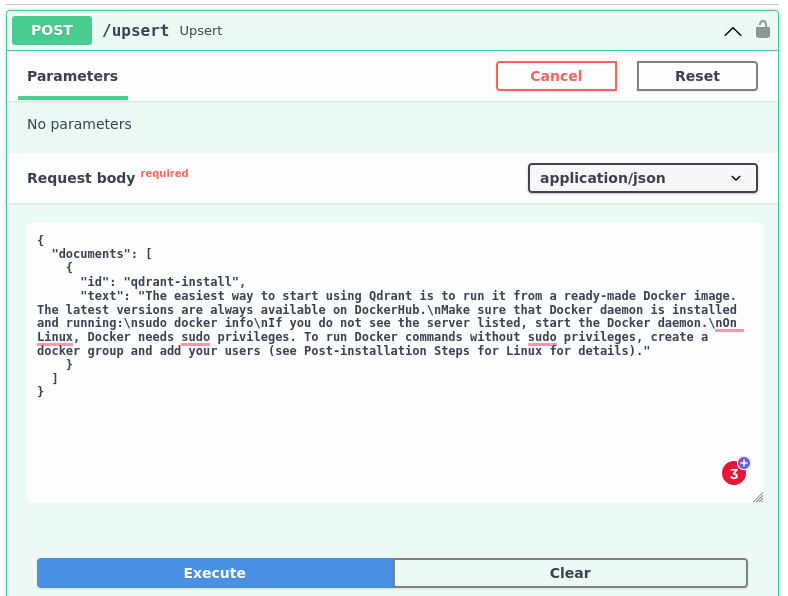 POST /upsert Upsert
Parameters Cancel Reset
No parameters
Request body required application/json
{
  "documents": [
    {
      "id": "qdrant-install",
      "text": "The easiest way to start using Qdrant is to run it from a ready-made Docker image.
The latest versions are always available on DockerHub.\nMake sure that Docker daemon is installed
and running:\nsudo docker info\nIf you do not see the server listed, start the Docker daemon.\nOn
Linux, Docker needs sudo privileges. To run Docker commands without sudo privileges, create a
docker group and add your users (see Post-installation Steps for Linux for details)."
    }
  ]
}
3
Execute Clear